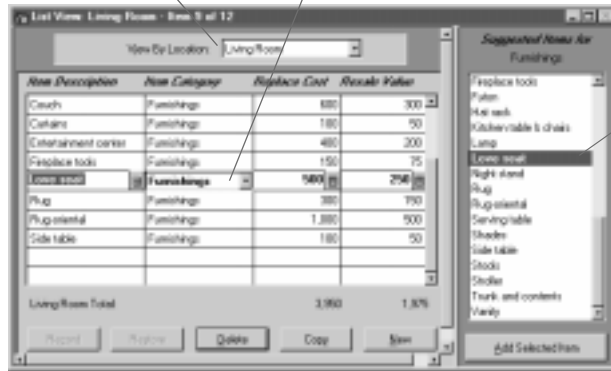 List View: Living Room - Item 9 of 12
View By Location: Living Room
Item Description Item Category Replace Cost Resale Value
Couch Furnishings 600 300
Curtains Furnishings 100 50
Entertainment center Furnishings 400 200
Fireplace tools Furnishings 150 75
Love seat Furnishings 500 250
Rug Furnishings 300 150
Rug-oriental Furnishings 1,000 500
Side table Furnishings 100 50
Living Room Total 3,950 1,975
Record Restore Delete Copy New
Suggested Items for
Furnishings
Fireplace tools
Futon
Hat rack
Kitchen table & chairs
Lamp
Love seat
Night stand
Rug
Rug-oriental
Serving table
Shades
Side table
Stools
Stroller
Trunk and contents
Vanity
Add Selected Item